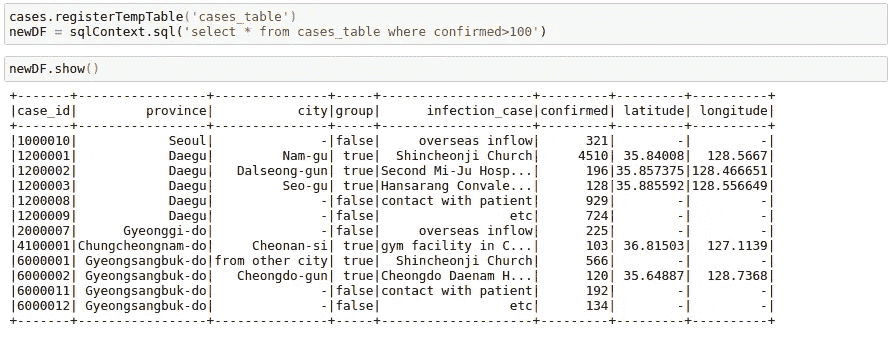 cases.registerTempTable('cases_table')
newDF = sqlContext.sql('select * from cases_table where confirmed>100')
newDF.show()
+-------+-----------------+---------------+-----+--------------------+---------+---------+----------+
|case_id|         province|           city|group|      infection_case|confirmed| latitude| longitude|
+-------+-----------------+---------------+-----+--------------------+---------+---------+----------+
|1000010|            Seoul|              -|false|     overseas inflow|      321|        -|         -|
|1200001|            Daegu|         Nam-gu| true|  Shincheonji Church|     4510| 35.84008|  128.5667|
|1200002|            Daegu|   Dalseong-gun| true|Second Mi-Ju Hosp...|      196|35.857375|128.466651|
|1200003|            Daegu|         Seo-gu| true|Hansarang Convale...|      128|35.885592|128.556649|
|1200008|            Daegu|              -|false|contact with patient|      929|        -|         -|
|1200009|            Daegu|              -|false|                 etc|      724|        -|         -|
|2000007|      Gyeonggi-do|              -|false|     overseas inflow|      225|        -|         -|
|4100001|Chungcheongnam-do|     Cheonan-si| true|gym facility in C...|      103| 36.81503|  127.1139|
|6000001| Gyeongsangbuk-do|from other city| true|  Shincheonji Church|      566|        -|         -|
|6000002| Gyeongsangbuk-do|   Cheongdo-gun| true|Cheongdo Daenam H...|      120| 35.64887|  128.7368|
|6000011| Gyeongsangbuk-do|              -|false|contact with patient|      192|        -|         -|
|6000012| Gyeongsangbuk-do|              -|false|                 etc|      134|        -|         -|
+-------+-----------------+---------------+-----+--------------------+---------+---------+----------+